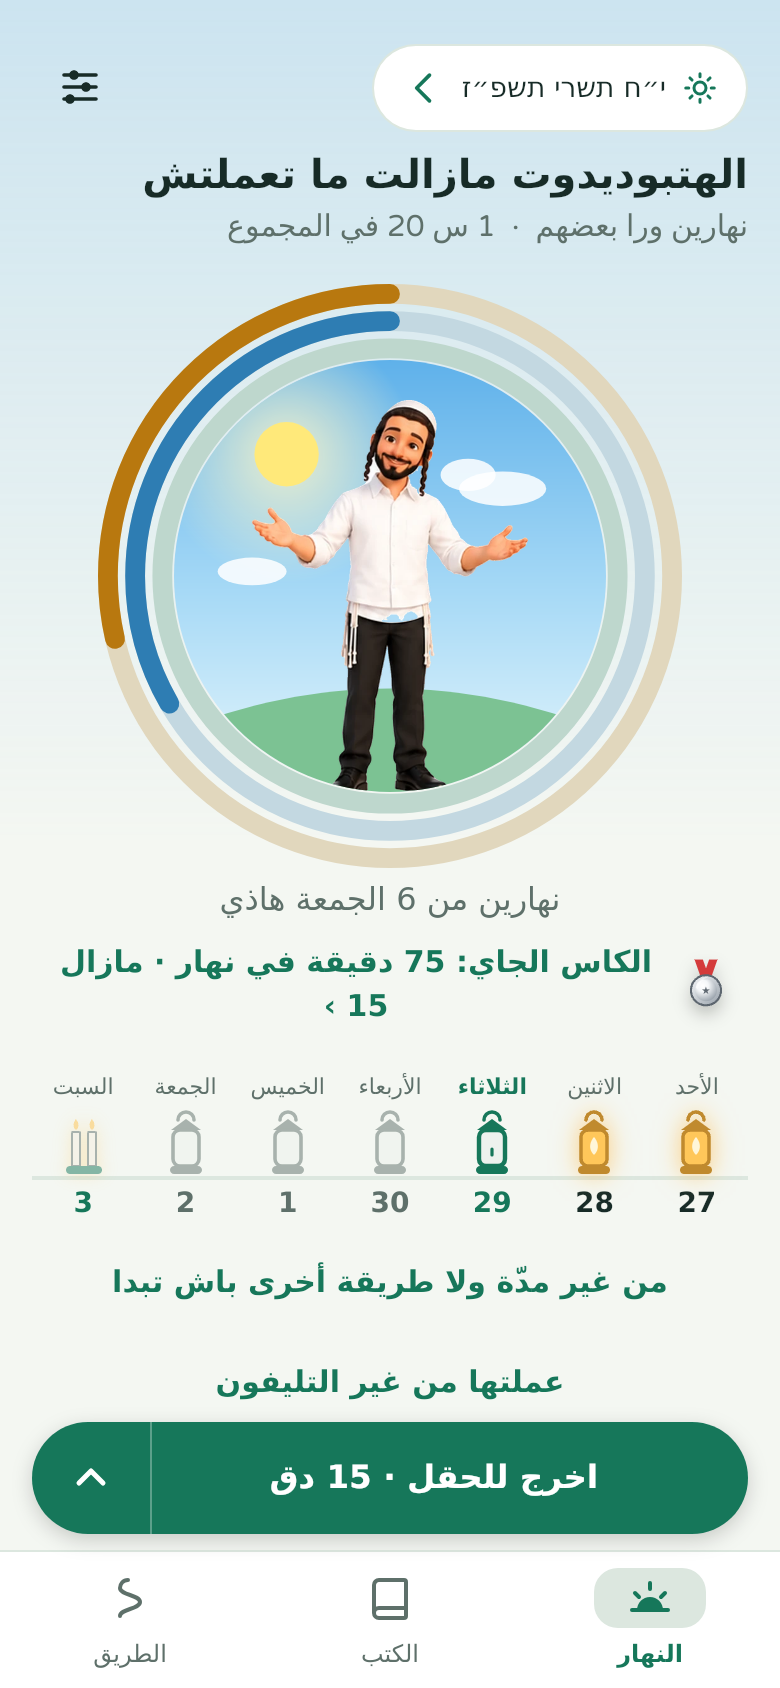 י״ח תשרי תשפ״ז
الهتبوديدوت مازالت ما تعملتش
نهارين ورا بعضهم · 1 س 20 في المجموع
نهارين من 6 الجمعة هاذي
الكاس الجاي: 75 دقيقة في نهار · مازال
15 ‹
الأحد الاثنين الثلاثاء الأربعاء الخميس الجمعة السبت
27 28 29 30 1 2 3
من غير مدّة ولا طريقة أخرى باش تبدا
عملتها من غير التليفون
اخرج للحقل · 15 دق
النهار الكتب الطريق